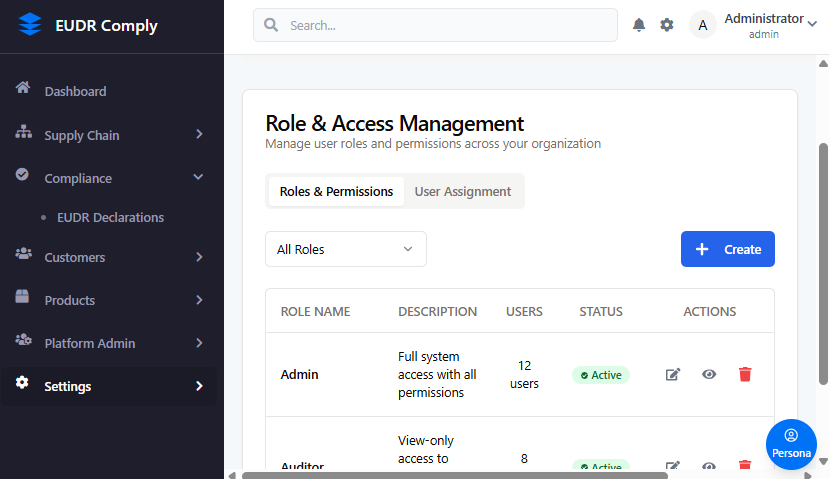 EUDR Comply
Search...
A
Administrator
admin
Dashboard
Supply Chain
Compliance
EUDR Declarations
Customers
Products
Platform Admin
Settings
Role & Access Management
Manage user roles and permissions across your organization
Roles & Permissions
User Assignment
All Roles
Create
ROLE NAME DESCRIPTION USERS STATUS ACTIONS
Admin
Full system
access with all
permissions
12
users
Active
Auditor
View-only
access to
8
Active
Persona